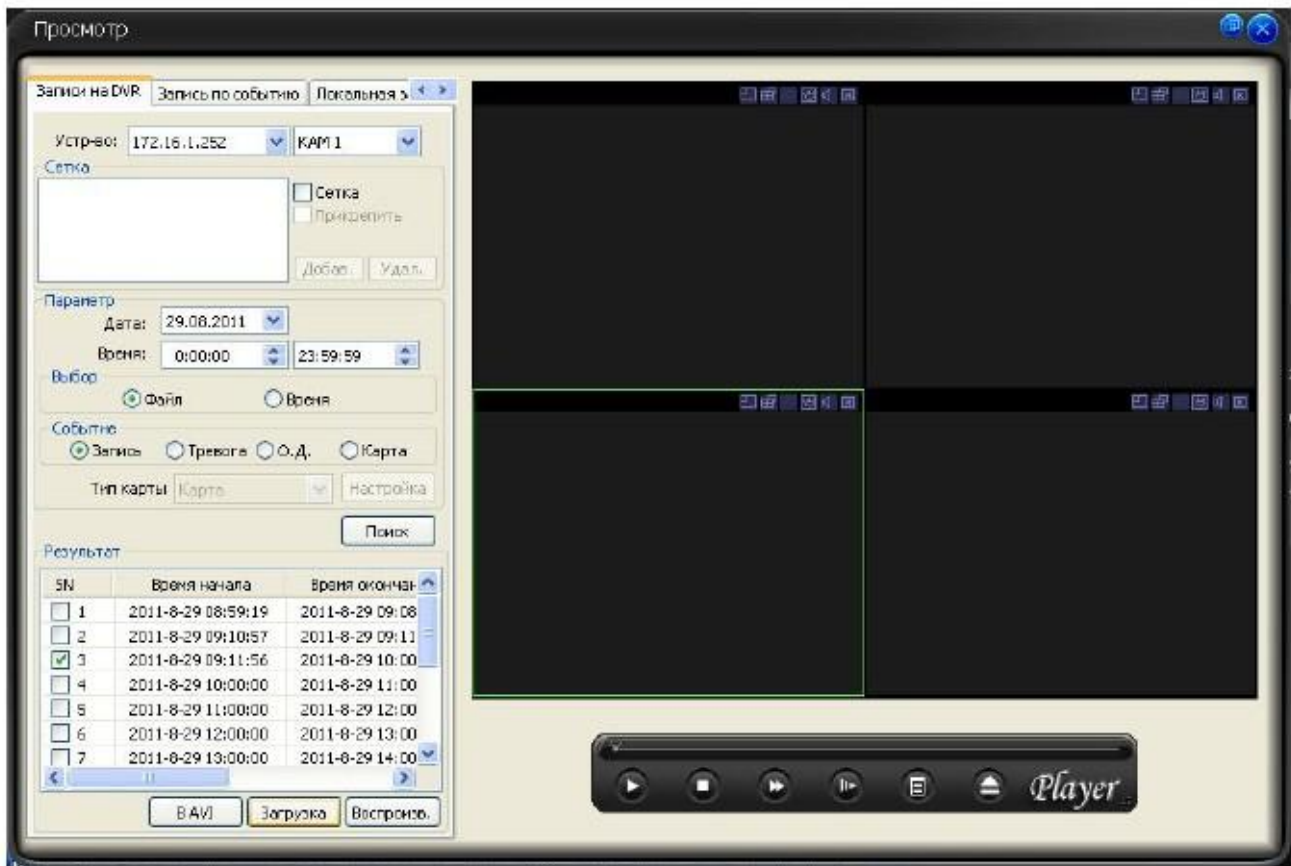 Просмотр
Записи на DVR Запись по событию Локальная з
Устр-во: 172.16.1.252 КАМ 1
Сетка
Сетка
Прикрепить
Добав. Удал.
Параметр
Дата: 29.08.2011
Время: 0:00:00 23:59:59
Выбор
Файл Время
Событие
Запись Тревога О.Д. Карта
Тип карты Карта Настройка
Поиск
Результат
SN Время начала Время окончан
1 2011-8-29 08:59:19 2011-8-29 09:08
2 2011-8-29 09:10:57 2011-8-29 09:11
3 2011-8-29 09:11:56 2011-8-29 10:00
4 2011-8-29 10:00:00 2011-8-29 11:00
5 2011-8-29 11:00:00 2011-8-29 12:00
6 2011-8-29 12:00:00 2011-8-29 13:00
7 2011-8-29 13:00:00 2011-8-29 14:00
В AVI Загрузка Воспроизв.
Player